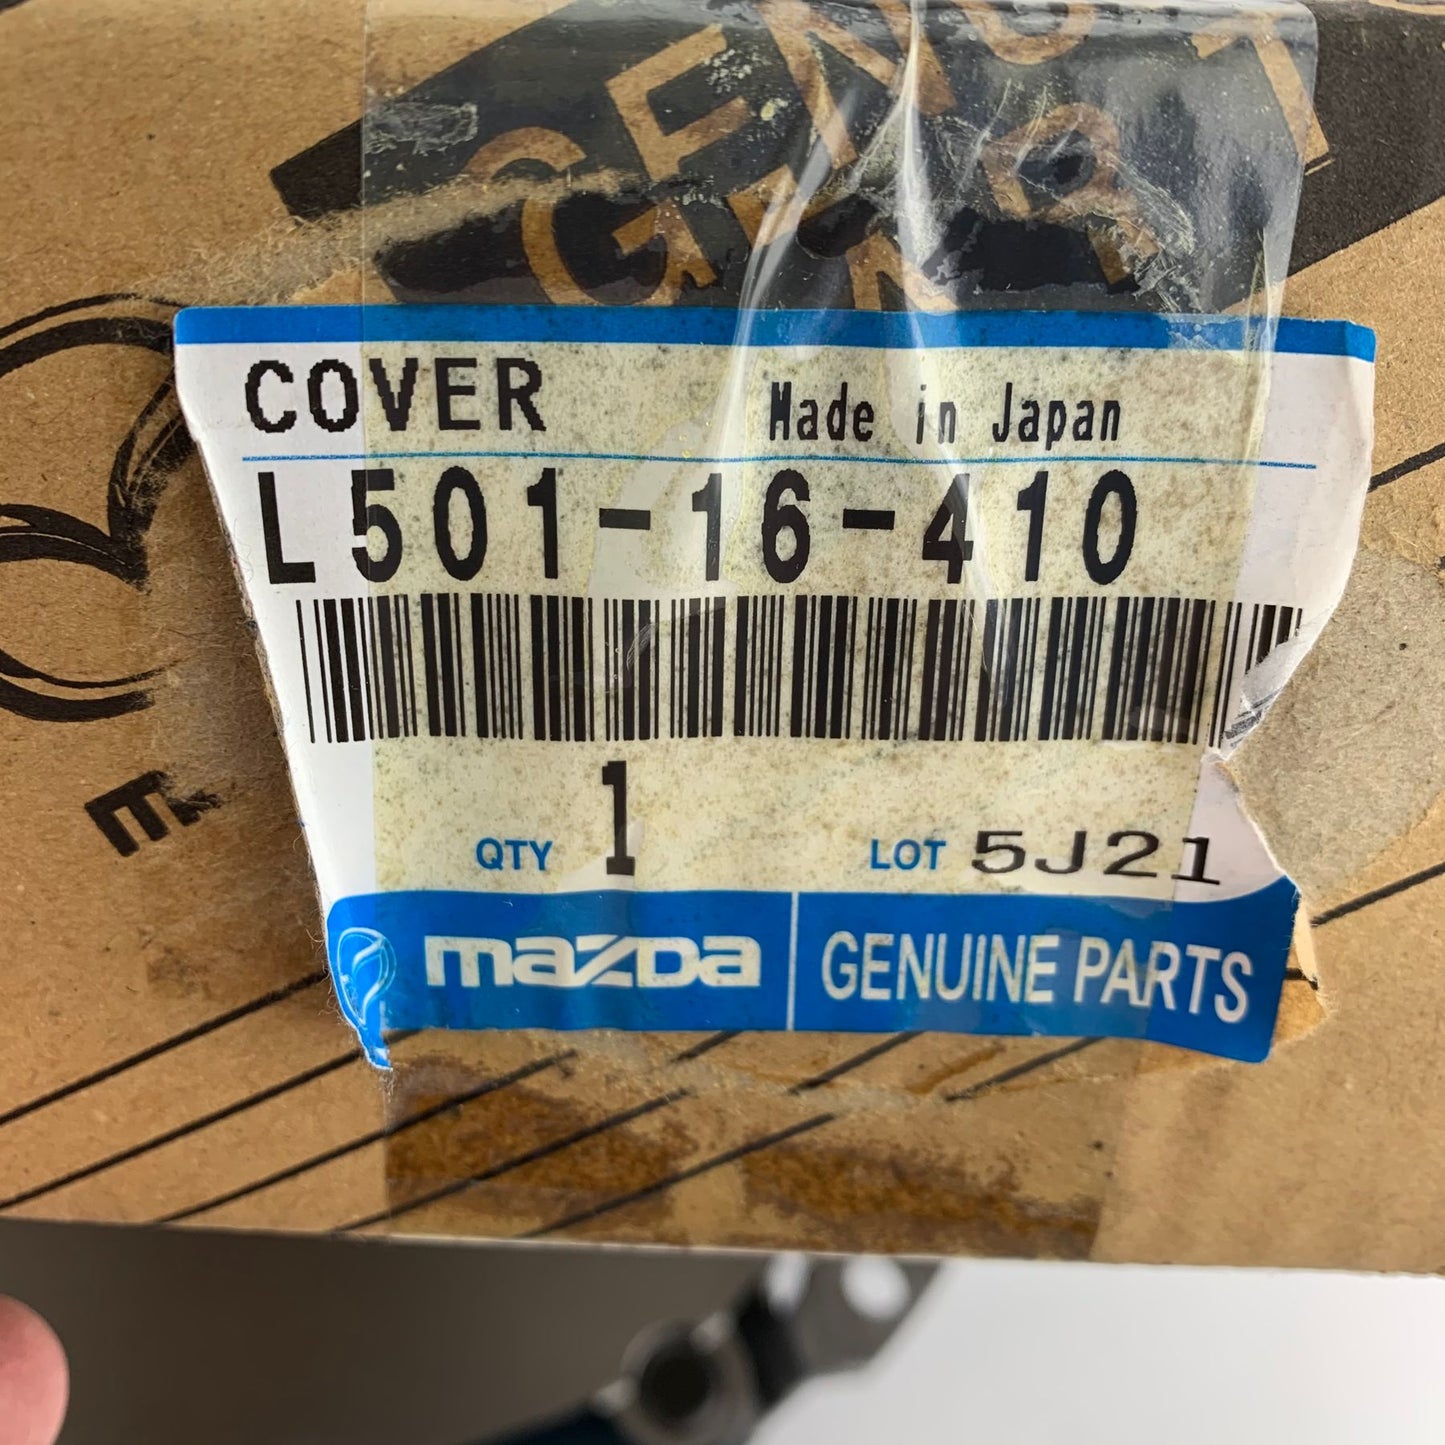 COVER Made in Japan
L501-16-410
QTY 1 LOT 5J21
mazda GENUINE PARTS